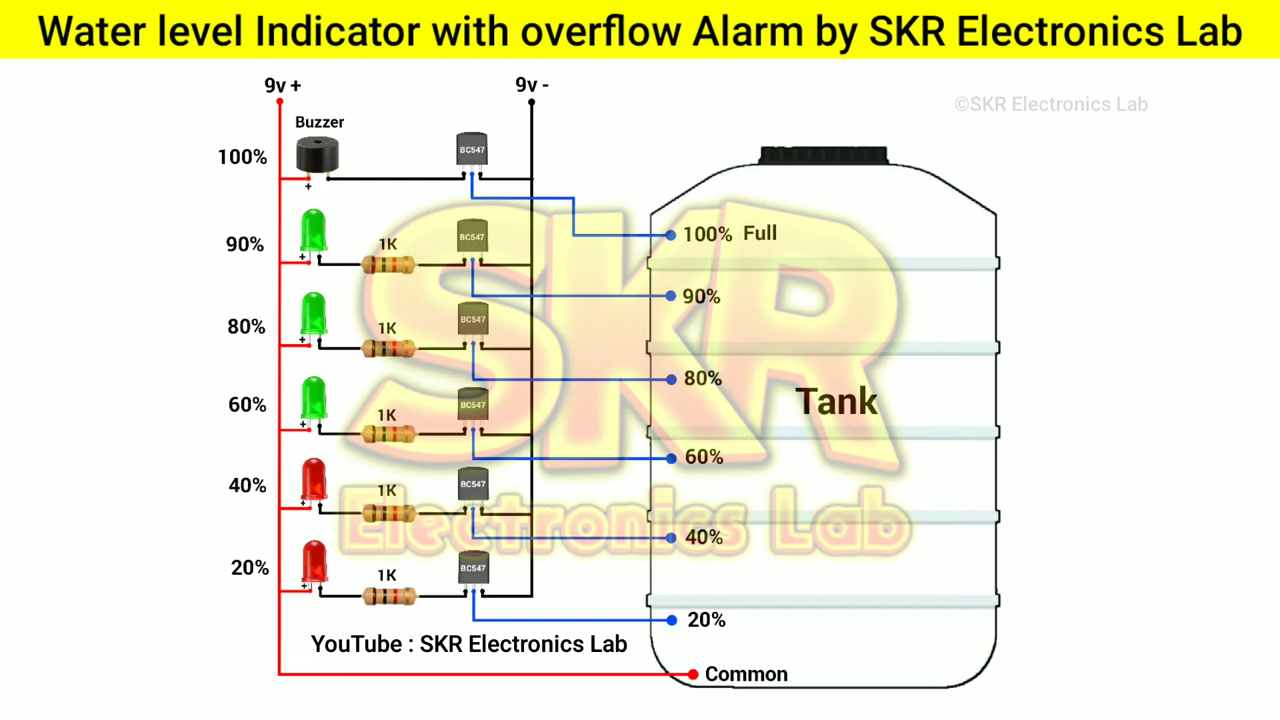 Water level Indicator with overflow Alarm by SKR Electronics Lab
9v +
9v -
©SKR Electronics Lab
Buzzer
100%
BC547
100% Full
90%
1K
BC547
90%
80%
1K
BC547
80%
Tank
60%
1K
BC547
60%
40%
1K
BC547
40%
20%
1K
BC547
20%
SKR
Electronics Lab
YouTube : SKR Electronics Lab
Common
+
+
+
+
+
+